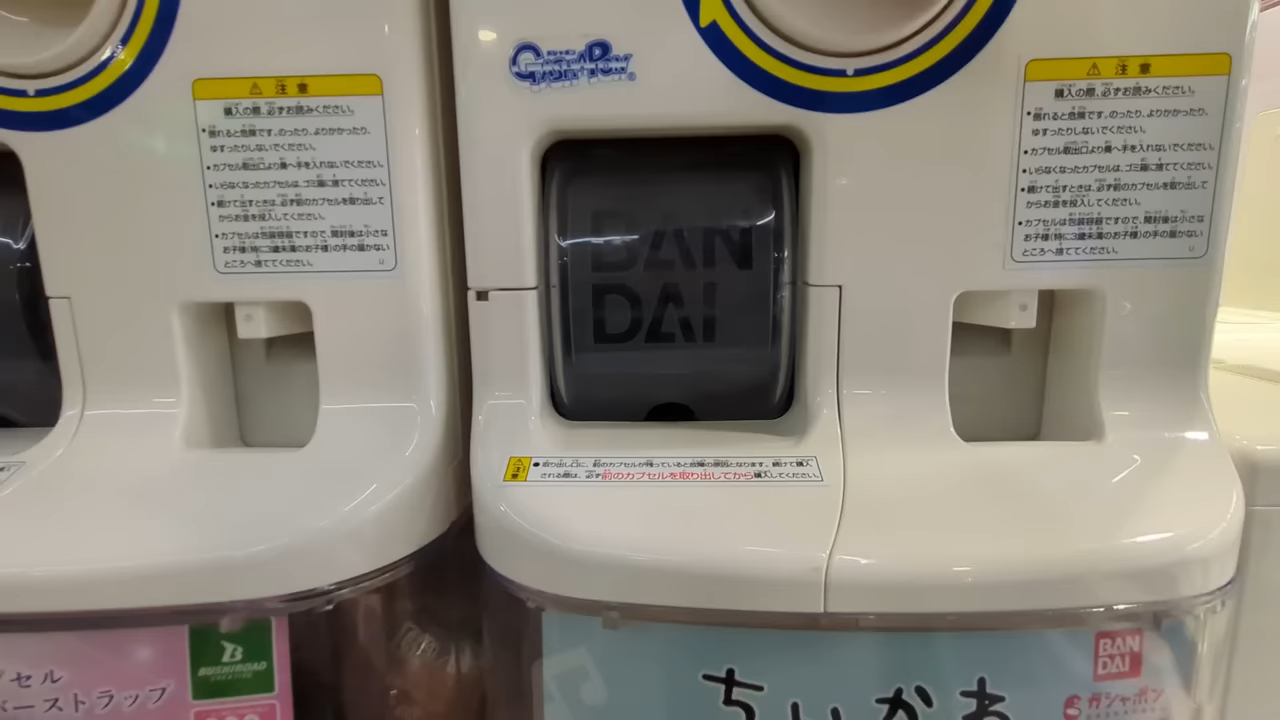 GASHAPON
⚠ 注意
購入の際、必ずお読みください。
•倒れると危険です。のったり、よりかかったり、
ゆすったりしないでください。
•カプセル取出口より奥へ手を入れないでください。
•いらなくなったカプセルは、ゴミ箱に捨ててください。
•続けて出すときは、必ず前のカプセルを取り出して
からお金を投入してください。
•カプセルは包装容器ですので、開封後は小さな
お子様(特に3歳未満のお子様)の手の届かない
ところへ捨ててください。
U
⚠ 注意
購入の際、必ずお読みください。
•倒れると危険です。のったり、よりかかったり、
ゆすったりしないでください。
•カプセル取出口より奥へ手を入れないでください。
•いらなくなったカプセルは、ゴミ箱に捨ててください。
•続けて出すときは、必ず前のカプセルを取り出して
からお金を投入してください。
•カプセルは包装容器ですので、開封後は小さな
お子様(特に3歳未満のお子様)の手の届かない
ところへ捨ててください。
U
BAN
DAI
⚠注意
●取り出し口に、前のカプセルが残っていると故障の原因となります。続けて購入
される際は、必ず前のカプセルを取り出してから購入してください。
プセル
バーストラップ
BUSHIROAD
CREATIVE
ちいかわ
BAN
DAI
ガシャポン